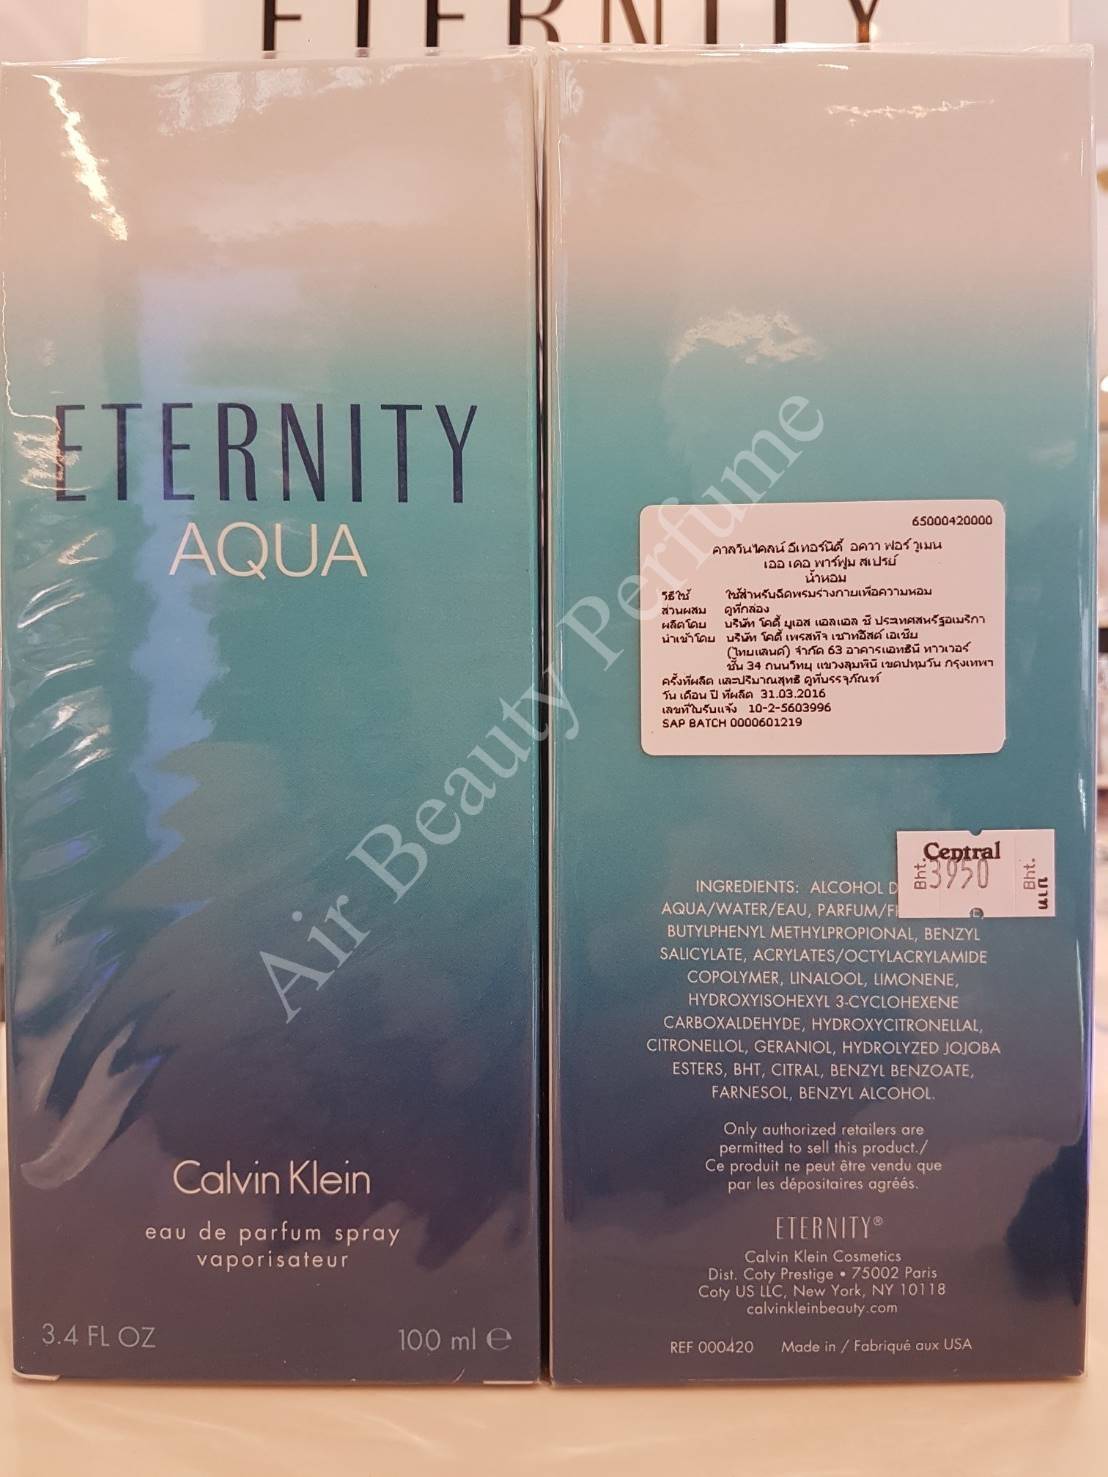 ETERNITY
ETERNITY
AQUA
Calvin Klein
eau de parfum spray
vaporisateur
3.4 FL OZ
100 ml ℮
65000420000
คาลวินไคลน์ อีเทอร์นิตี้ อควา ฟอร์ วูเมน
เออ เดอ พาร์ฟูม สเปรย์
น้ำหอม
วิธีใช้ ใช้สำหรับฉีดพรมร่างกายเพื่อความหอม
ส่วนผสม ดูที่กล่อง
ผลิตโดย บริษัท โคตี้ ยูเอส แอลแอล ซี ประเทศสหรัฐอเมริกา
นำเข้าโดย บริษัท โคตี้ เพรสทีจ เซาทอีสต์ เอเชีย
(ไทยแลนด์) จำกัด 63 อาคารแอทธินี ทาวเวอร์
ชั้น 34 ถนนวิทยุ แขวงลุมพินี เขตปทุมวัน กรุงเทพฯ
ครั้งที่ผลิต และปริมาณสุทธิ ดูที่บรรจุภัณฑ์
วัน เดือน ปี ที่ผลิต 31.03.2016
เลขที่ใบรับแจ้ง 10-2-5603996
SAP BATCH 0000601219
Central
Bht. 3950 Bht. บาท
INGREDIENTS: ALCOHOL
AQUA/WATER/EAU, PARFUM/
BUTYLPHENYL METHYLPROPIONAL, BENZYL
SALICYLATE, ACRYLATES/OCTYLACRYLAMIDE
COPOLYMER, LINALOOL, LIMONENE,
HYDROXYISOHEXYL 3-CYCLOHEXENE
CARBOXALDEHYDE, HYDROXYCITRONELLAL,
CITRONELLOL, GERANIOL, HYDROLYZED JOJOBA
ESTERS, BHT, CITRAL, BENZYL BENZOATE,
FARNESOL, BENZYL ALCOHOL.
Only authorized retailers are
permitted to sell this product./
Ce produit ne peut être vendu que
par les dépositaires agréés.
ETERNITY®
Calvin Klein Cosmetics
Dist. Coty Prestige • 75002 Paris
Coty US LLC, New York, NY 10118
calvinkleinbeauty.com
REF 000420 Made in / Fabriqué aux USA
Air Beauty Perfume